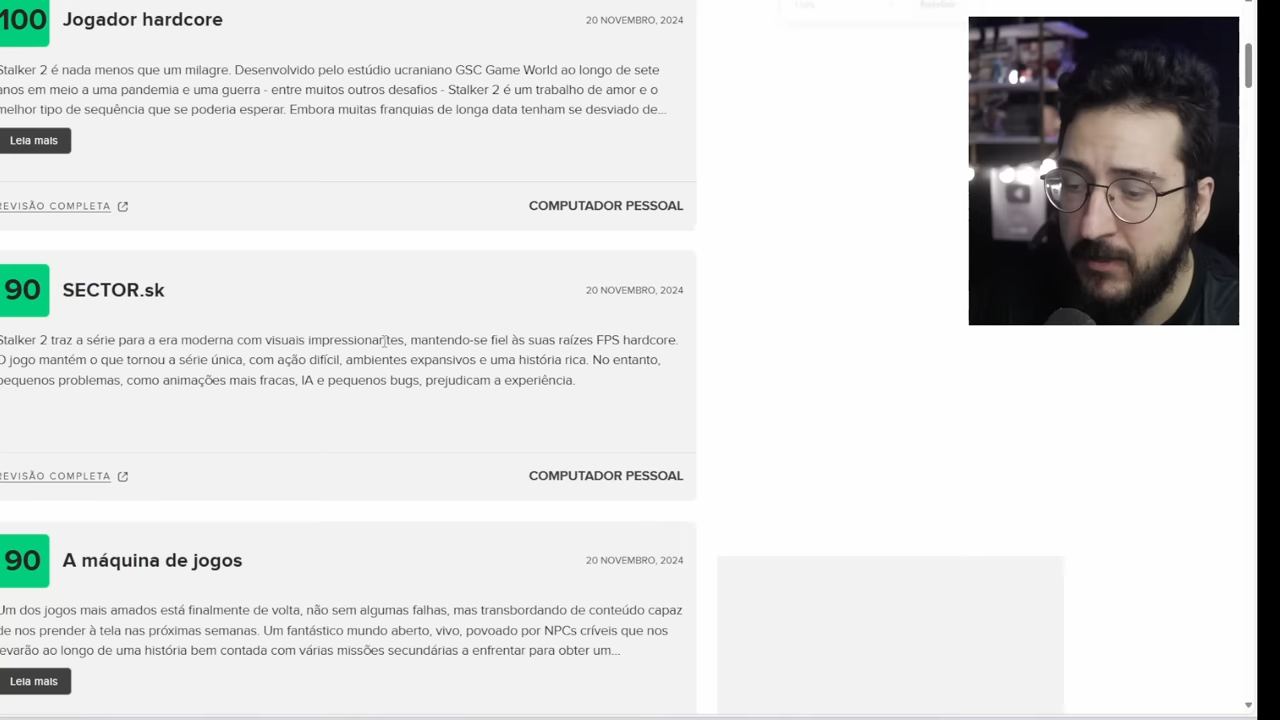 100 Jogador hardcore 20 NOVEMBRO, 2024
Stalker 2 é nada menos que um milagre. Desenvolvido pelo estúdio ucraniano GSC Game World ao longo de sete
anos em meio a uma pandemia e uma guerra - entre muitos outros desafios - Stalker 2 é um trabalho de amor e o
melhor tipo de sequência que se poderia esperar. Embora muitas franquias de longa data tenham se desviado de...
Leia mais
REVISÃO COMPLETA COMPUTADOR PESSOAL
90 SECTOR.sk 20 NOVEMBRO, 2024
Stalker 2 traz a série para a era moderna com visuais impressionantes, mantendo-se fiel às suas raízes FPS hardcore.
O jogo mantém o que tornou a série única, com ação difícil, ambientes expansivos e uma história rica. No entanto,
pequenos problemas, como animações mais fracas, IA e pequenos bugs, prejudicam a experiência.
REVISÃO COMPLETA COMPUTADOR PESSOAL
90 A máquina de jogos 20 NOVEMBRO, 2024
Um dos jogos mais amados está finalmente de volta, não sem algumas falhas, mas transbordando de conteúdo capaz
de nos prender à tela nas próximas semanas. Um fantástico mundo aberto, vivo, povoado por NPCs críveis que nos
levarão ao longo de uma história bem contada com várias missões secundárias a enfrentar para obter um...
Leia mais